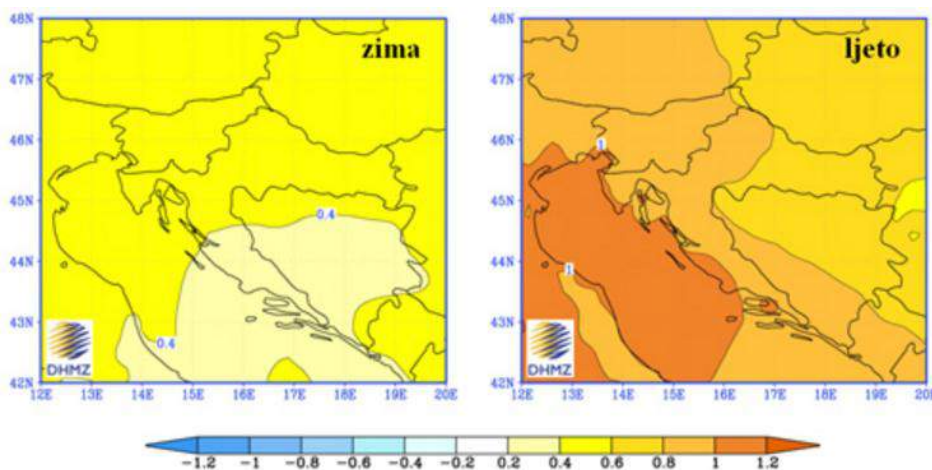 48N
zima
47N
46N
45N
0.4
44N
43N
0.4
DHMZ
42N
12E 13E 14E 15E 16E 17E 18E 19E 20E
48N
ljeto
47N
46N
1
45N
44N
1
43N
DHMZ
42N
12E 13E 14E 15E 16E 17E 18E 19E 20E
-1.2 -1 -0.8 -0.6 -0.4 -0.2 0.2 0.4 0.6 0.8 1 1.2